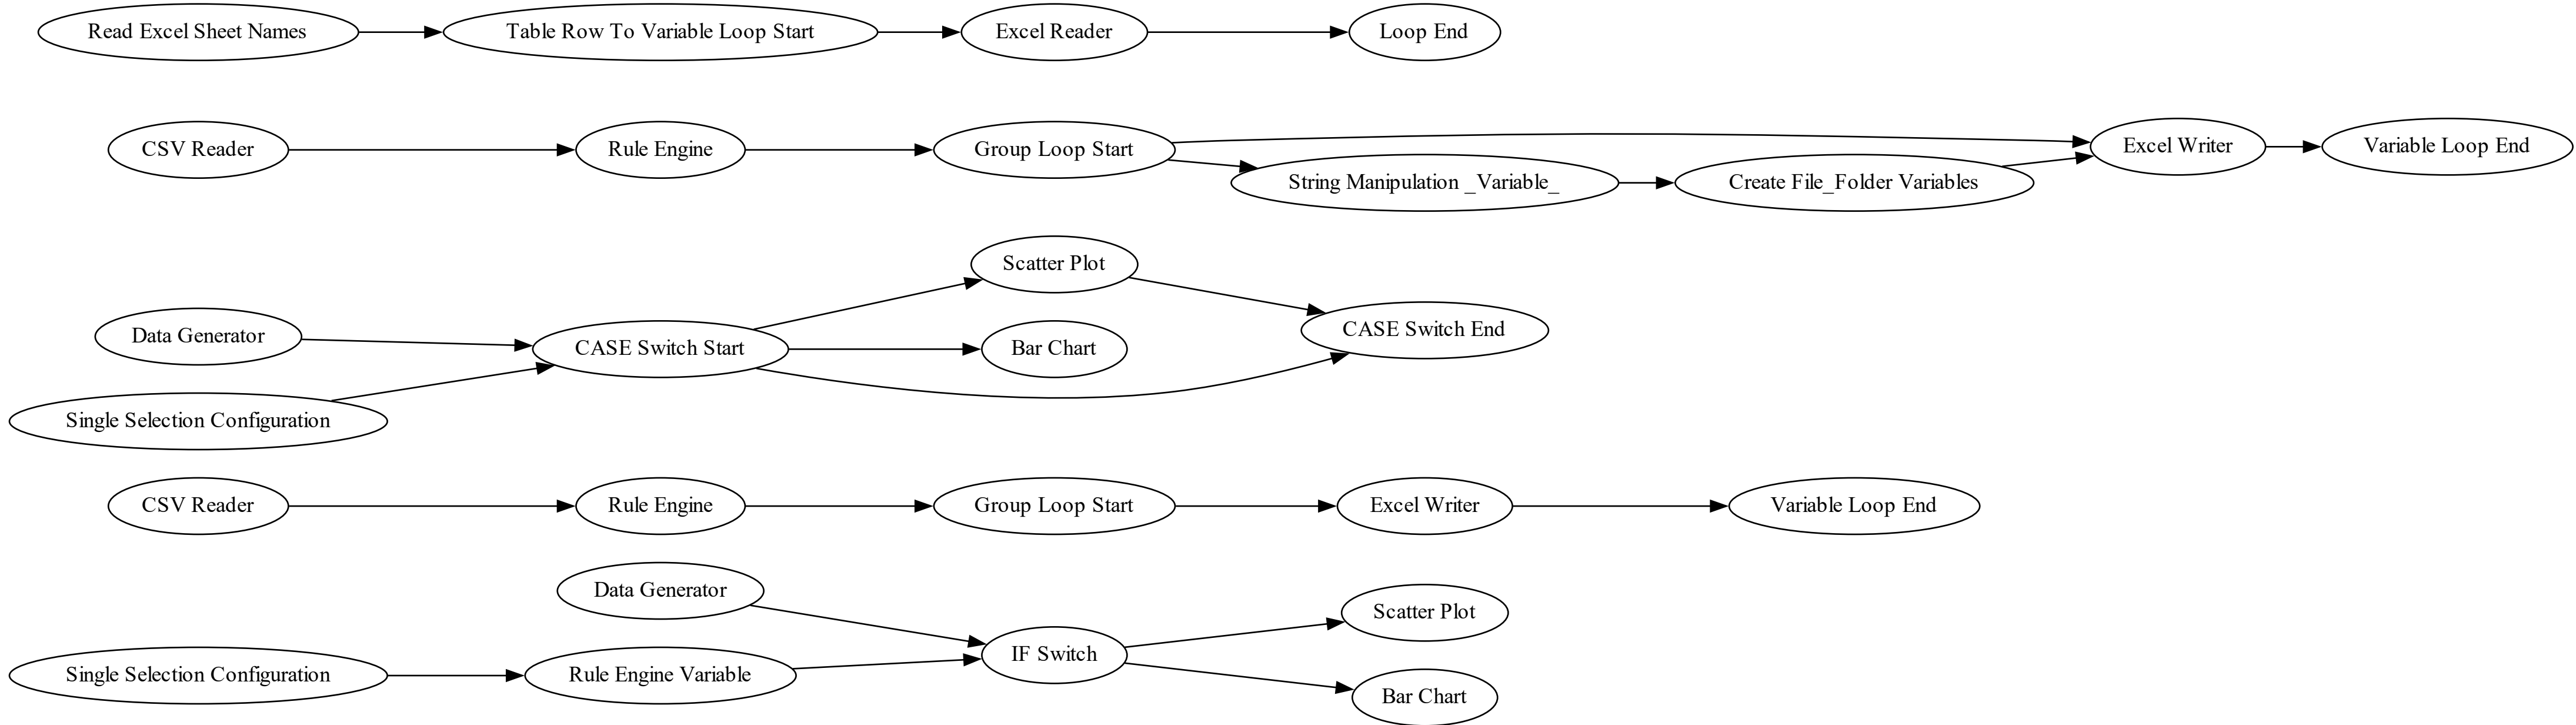 Read Excel Sheet Names
Table Row To Variable Loop Start
Excel Reader
Loop End
CSV Reader
Rule Engine
Group Loop Start
String Manipulation _Variable_
Create File_Folder Variables
Excel Writer
Variable Loop End
Data Generator
Single Selection Configuration
CASE Switch Start
Scatter Plot
Bar Chart
CASE Switch End
CSV Reader
Rule Engine
Group Loop Start
Excel Writer
Variable Loop End
Data Generator
Single Selection Configuration
Rule Engine Variable
IF Switch
Scatter Plot
Bar Chart